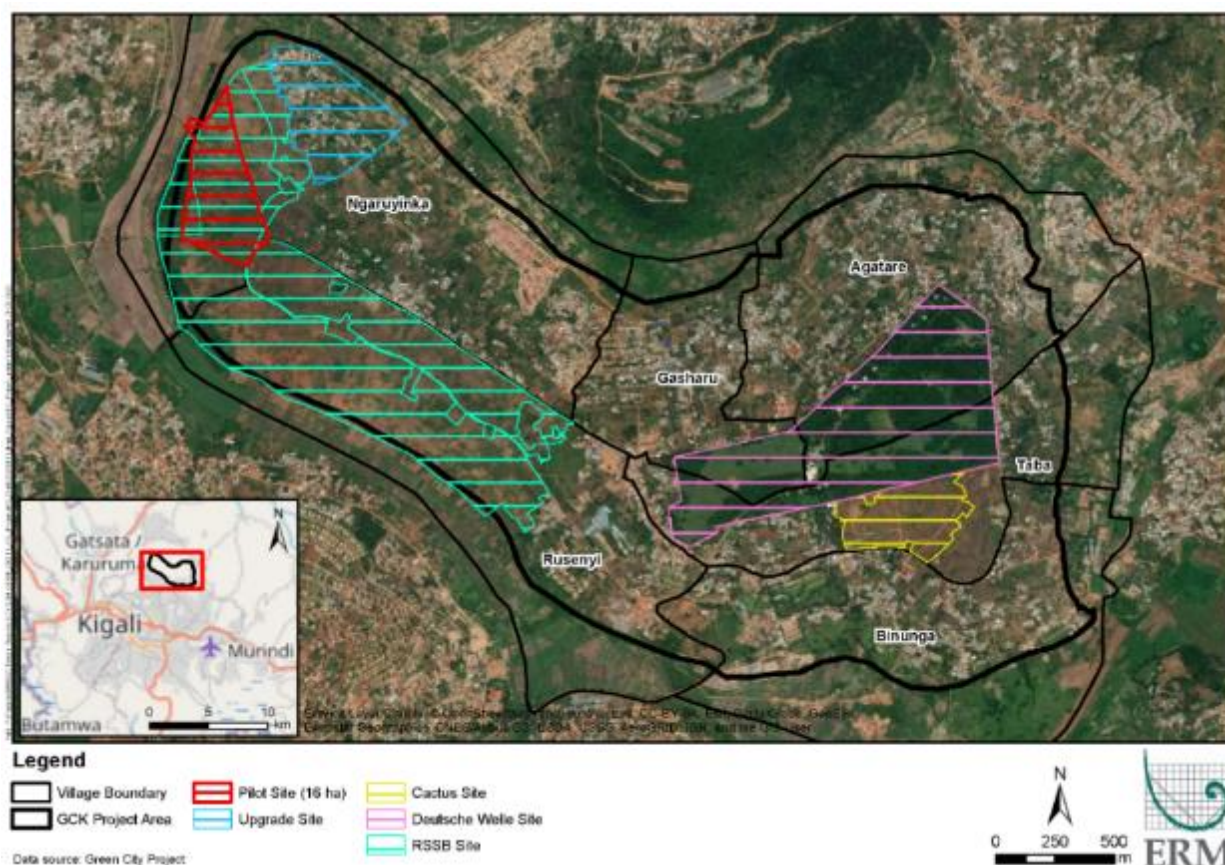 Ngaruyinka
Agatare
Gasharu
Taba
Rusenyi
Binunga
N
Gatsata /
Karurum
Kigali
Murindi
Butamwa
0 5 10
km
Legend
Village Boundary
GCK Project Area
Pilot Site (16 ha)
Upgrade Site
Cactus Site
Deutsche Welle Site
RSSB Site
N
0 250 500
m
ERM
Data source: Green City Project